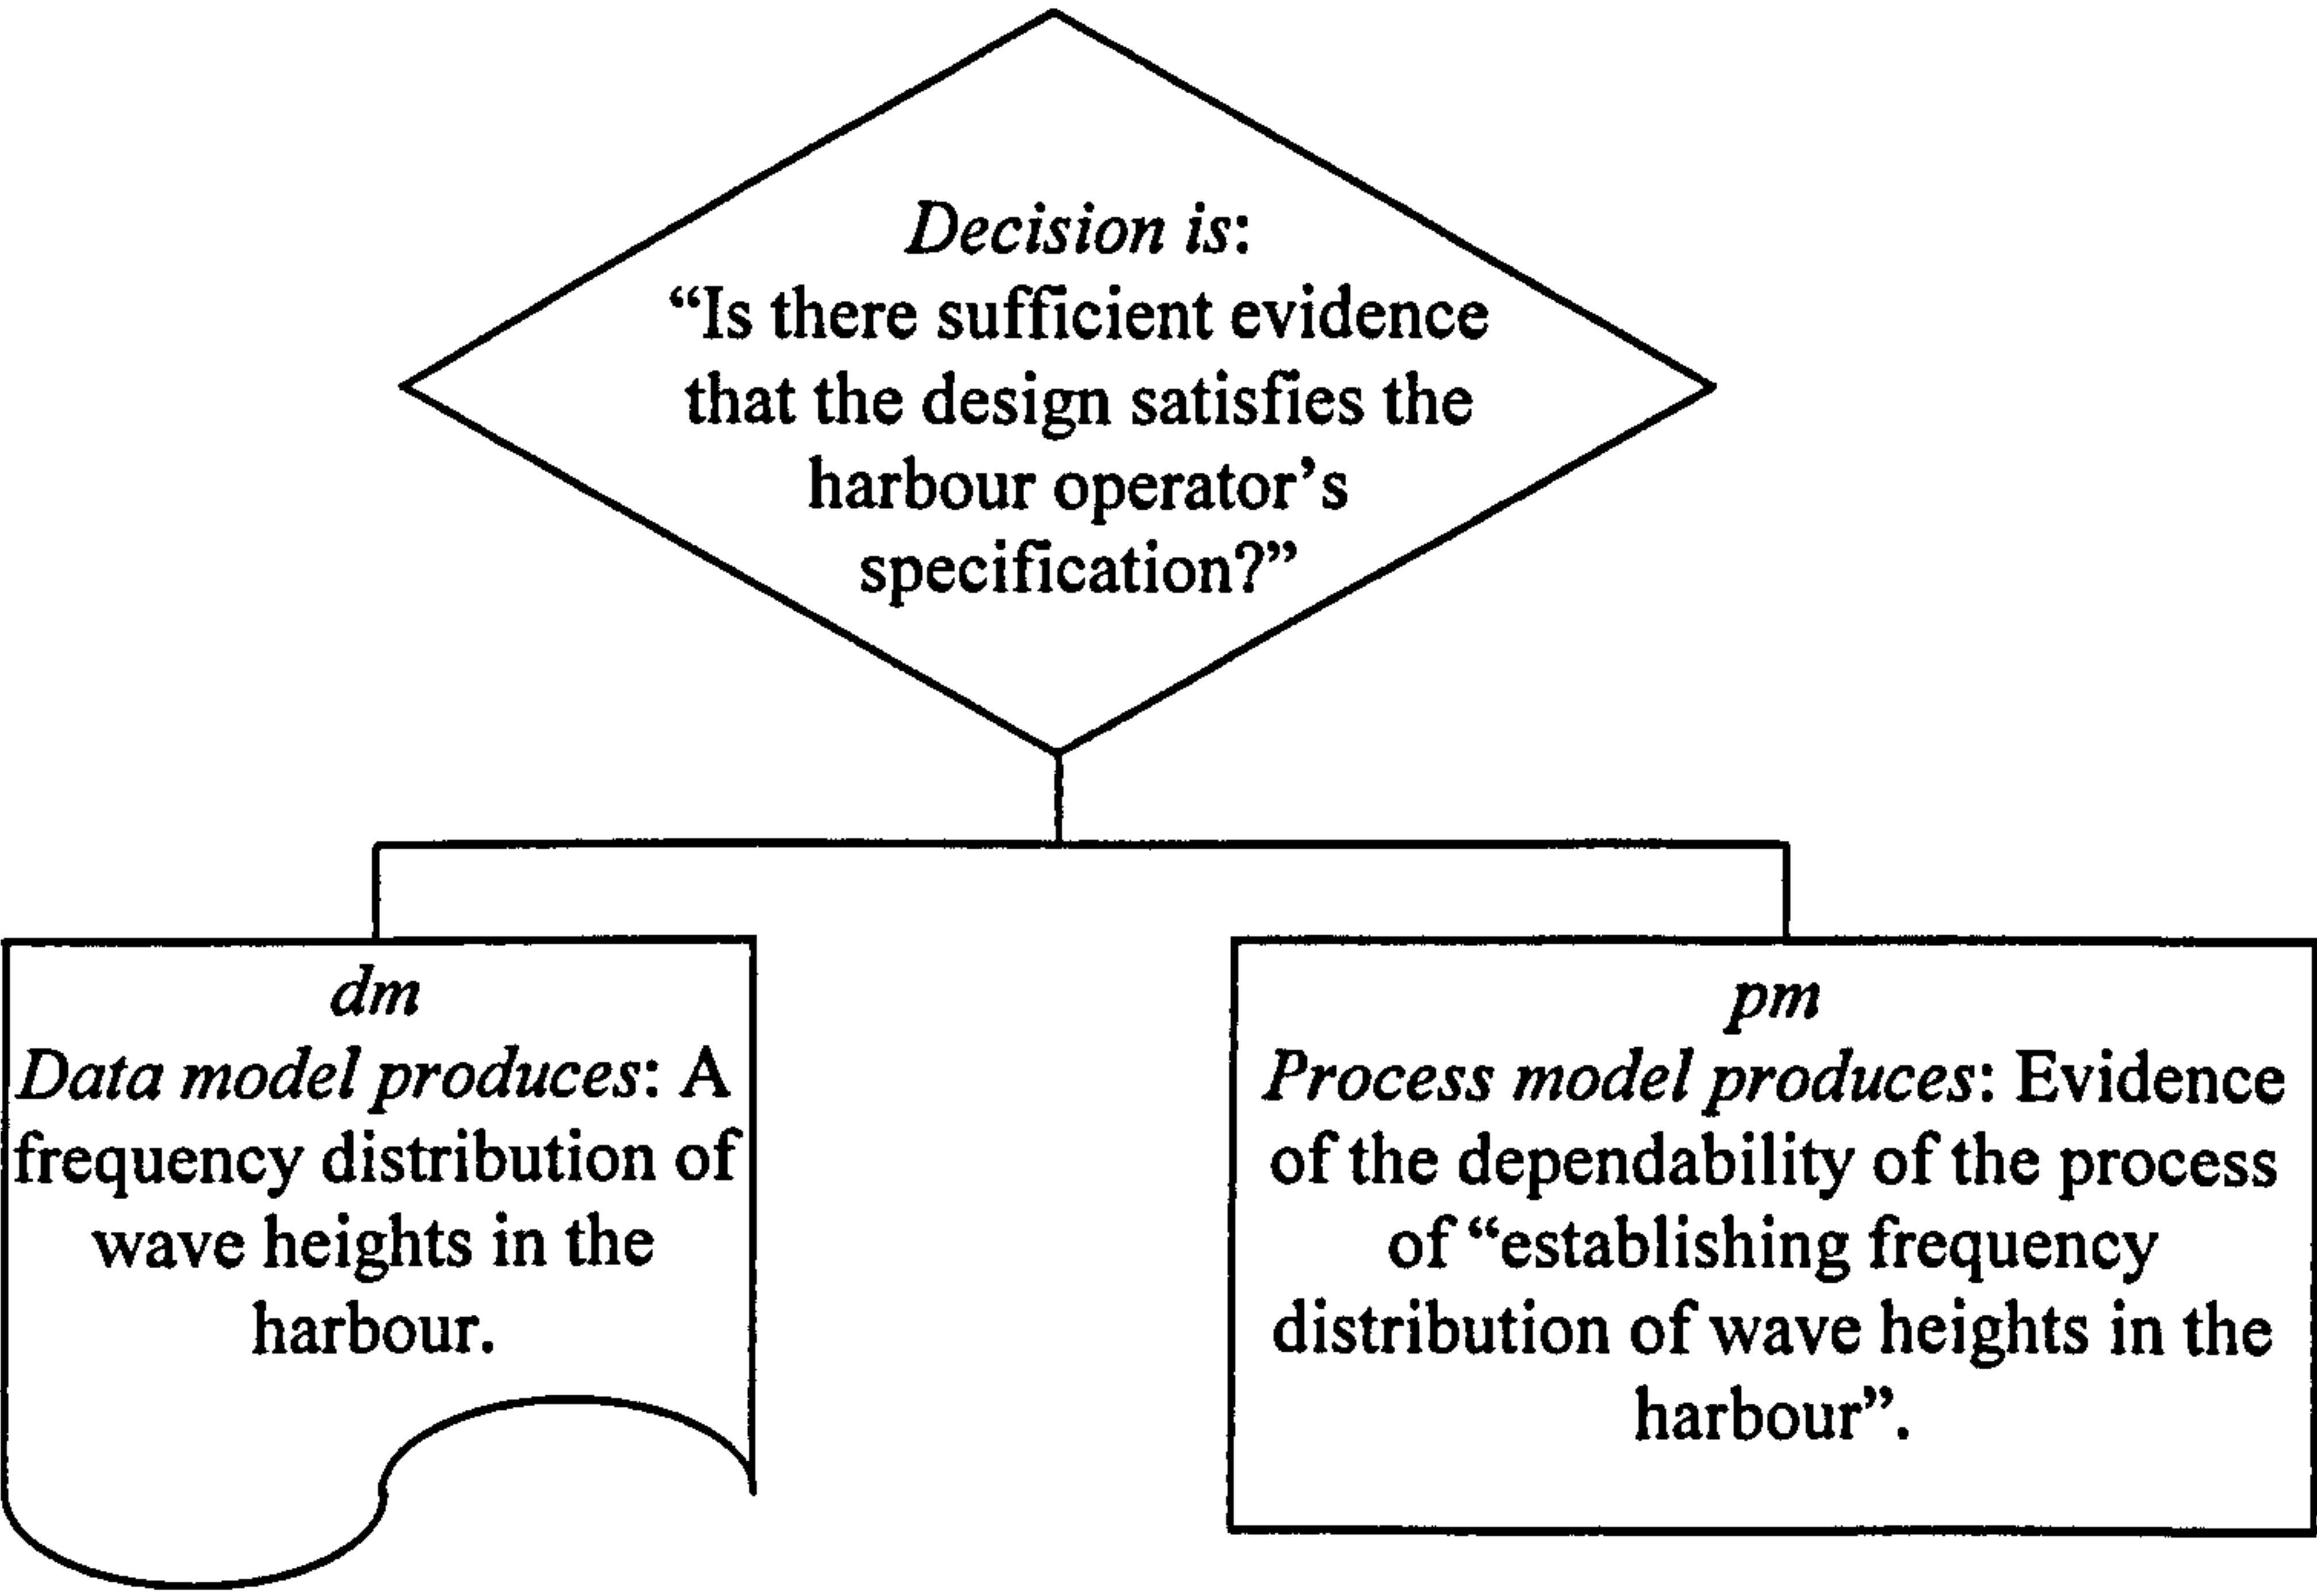 Decision is:
“Is there sufficient evidence
that the design satisfies the
harbour operator’s
specification?”
dm
Data model produces: A
frequency distribution of
wave heights in the
harbour.
pm
Process model produces: Evidence
of the dependability of the process
of “establishing frequency
distribution of wave heights in the
harbour”.